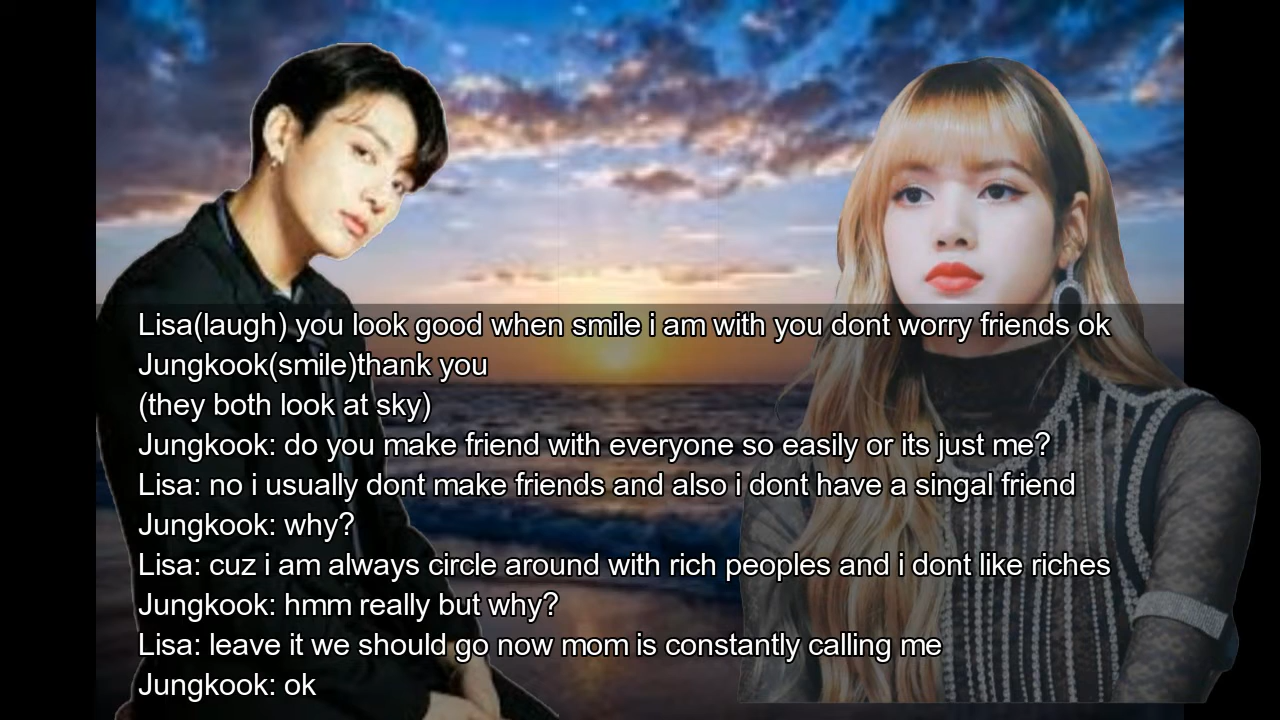 Lisa(laugh) you look good when smile i am with you dont worry friends ok
Jungkook(smile)thank you
(they both look at sky)
Jungkook: do you make friend with everyone so easily or its just me?
Lisa: no i usually dont make friends and also i dont have a singal friend
Jungkook: why?
Lisa: cuz i am always circle around with rich peoples and i dont like riches
Jungkook: hmm really but why?
Lisa: leave it we should go now mom is constantly calling me
Jungkook: ok